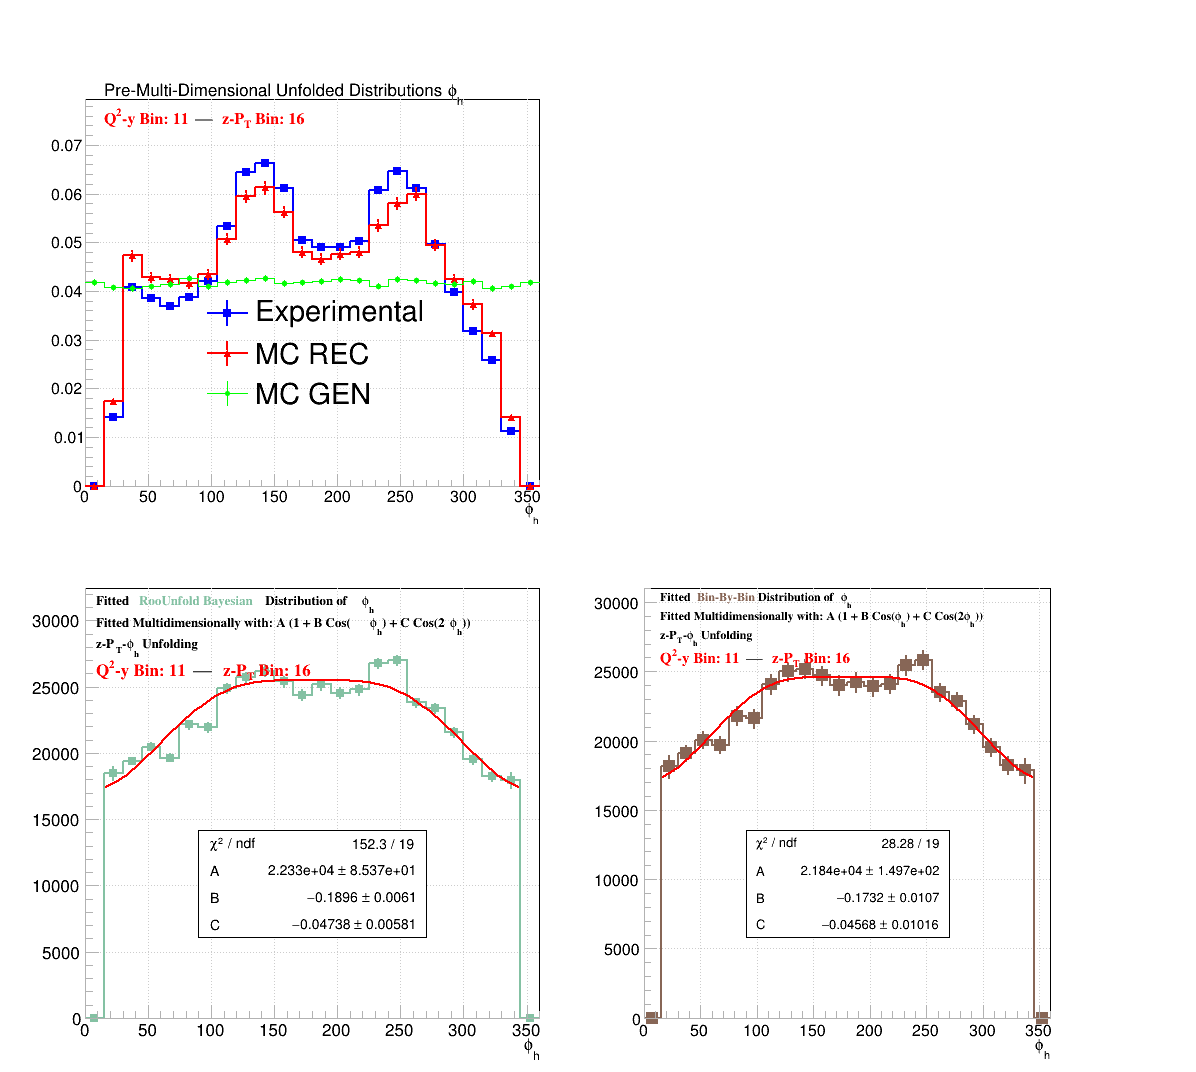 Pre-Multi-Dimensional Unfolded Distributions ϕh
Q2-y Bin: 11 — z-PT Bin: 16
0.07
0.06
0.05
0.04
0.03
0.02
0.01
0
Experimental
MC REC
MC GEN
0 50 100 150 200 250 300 350
ϕh
Fitted RooUnfold Bayesian Distribution of ϕh
Fitted Multidimensionally with: A (1 + B Cos( ϕh) + C Cos(2 ϕh))
z-PT-ϕh Unfolding
Q2-y Bin: 11 — z-PT Bin: 16
30000
25000
20000
15000
10000
5000
0
χ2 / ndf 152.3 / 19
A 2.233e+04 ± 8.537e+01
B −0.1896 ± 0.0061
C −0.04738 ± 0.00581
0 50 100 150 200 250 300 350
ϕh
Fitted Bin-By-Bin Distribution of ϕh
Fitted Multidimensionally with: A (1 + B Cos(ϕh) + C Cos(2ϕh))
z-PT-ϕh Unfolding
Q2-y Bin: 11 — z-PT Bin: 16
30000
25000
20000
15000
10000
5000
0
χ2 / ndf 28.28 / 19
A 2.184e+04 ± 1.497e+02
B −0.1732 ± 0.0107
C −0.04568 ± 0.01016
0 50 100 150 200 250 300 350
ϕh